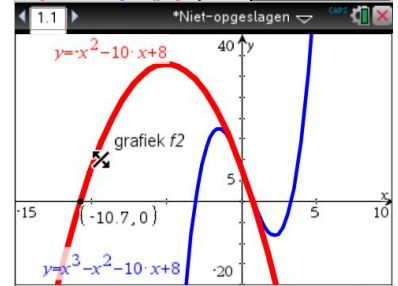 1.1 *Niet-opgeslagen CAPS
y=-x²-10·x+8
40 y
grafiek f2
5
x
-15 (-10.7,0) 5 10
y=x³-x²-10·x+8
-20